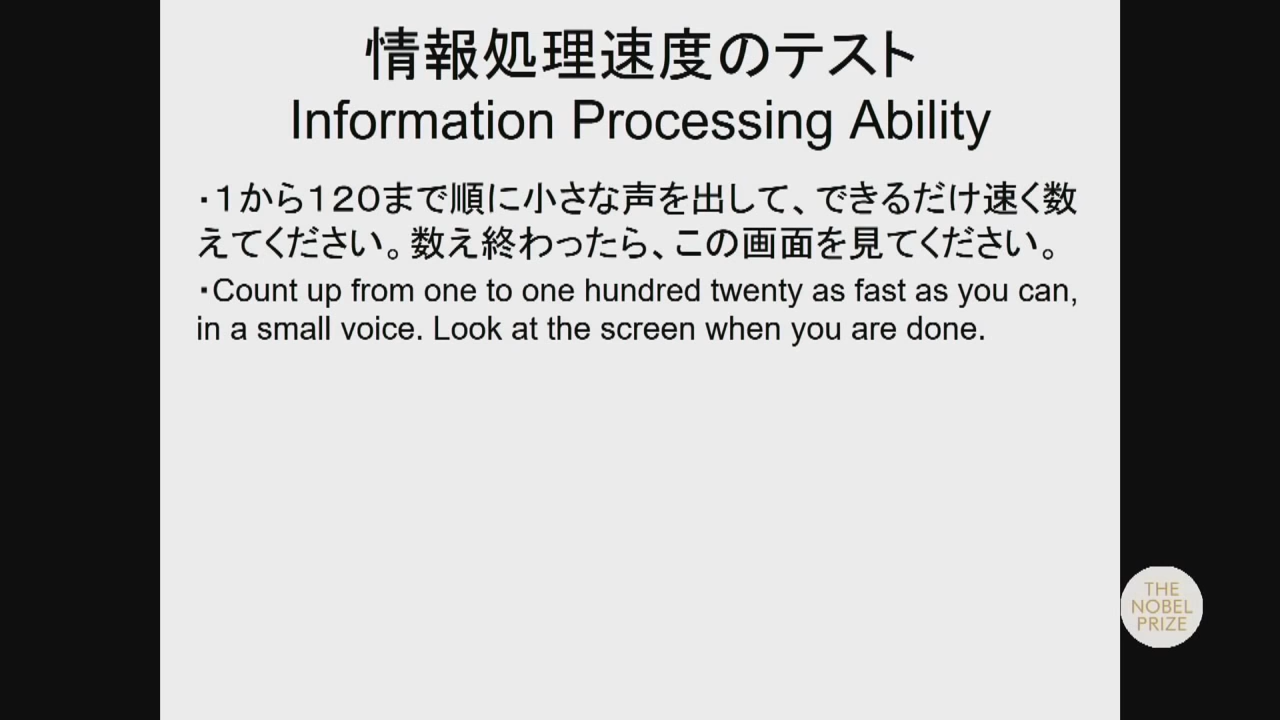 情報処理速度のテスト
Information Processing Ability
・１から１２０まで順に小さな声を出して、できるだけ速く数
えてください。数え終わったら、この画面を見てください。
・Count up from one to one hundred twenty as fast as you can,
in a small voice. Look at the screen when you are done.
THE
NOBEL
PRIZE